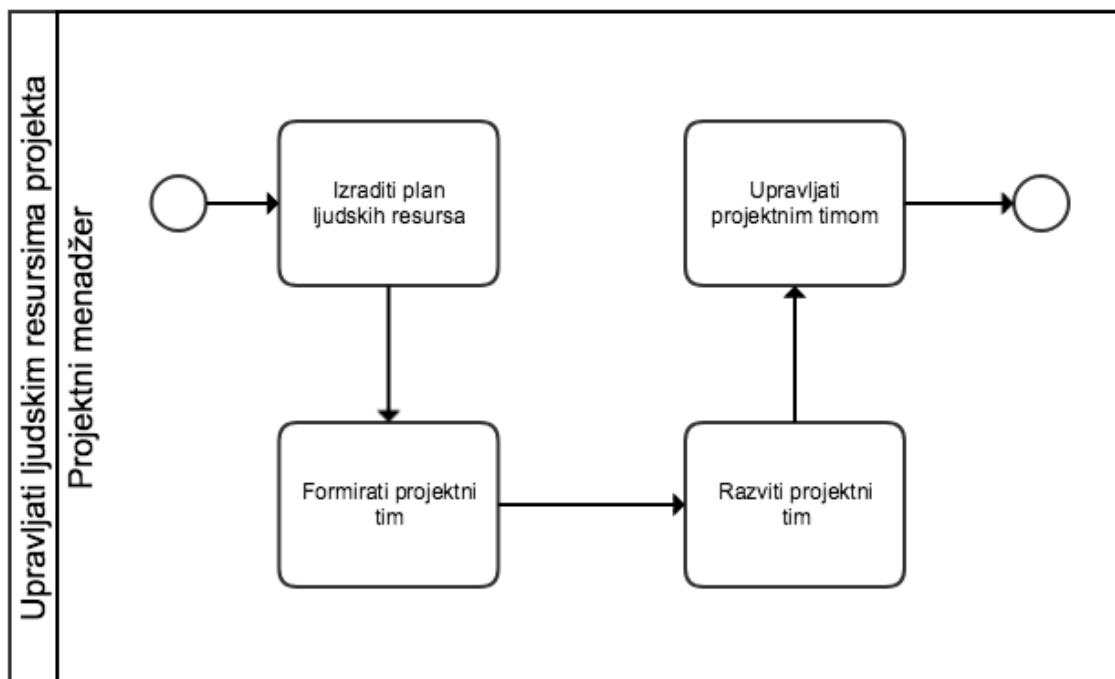 Upravljati ljudskim resursima projekta
Projektni menadžer
Izraditi plan
ljudskih resursa
Upravljati
projektnim timom
Formirati projektni
tim
Razviti projektni
tim